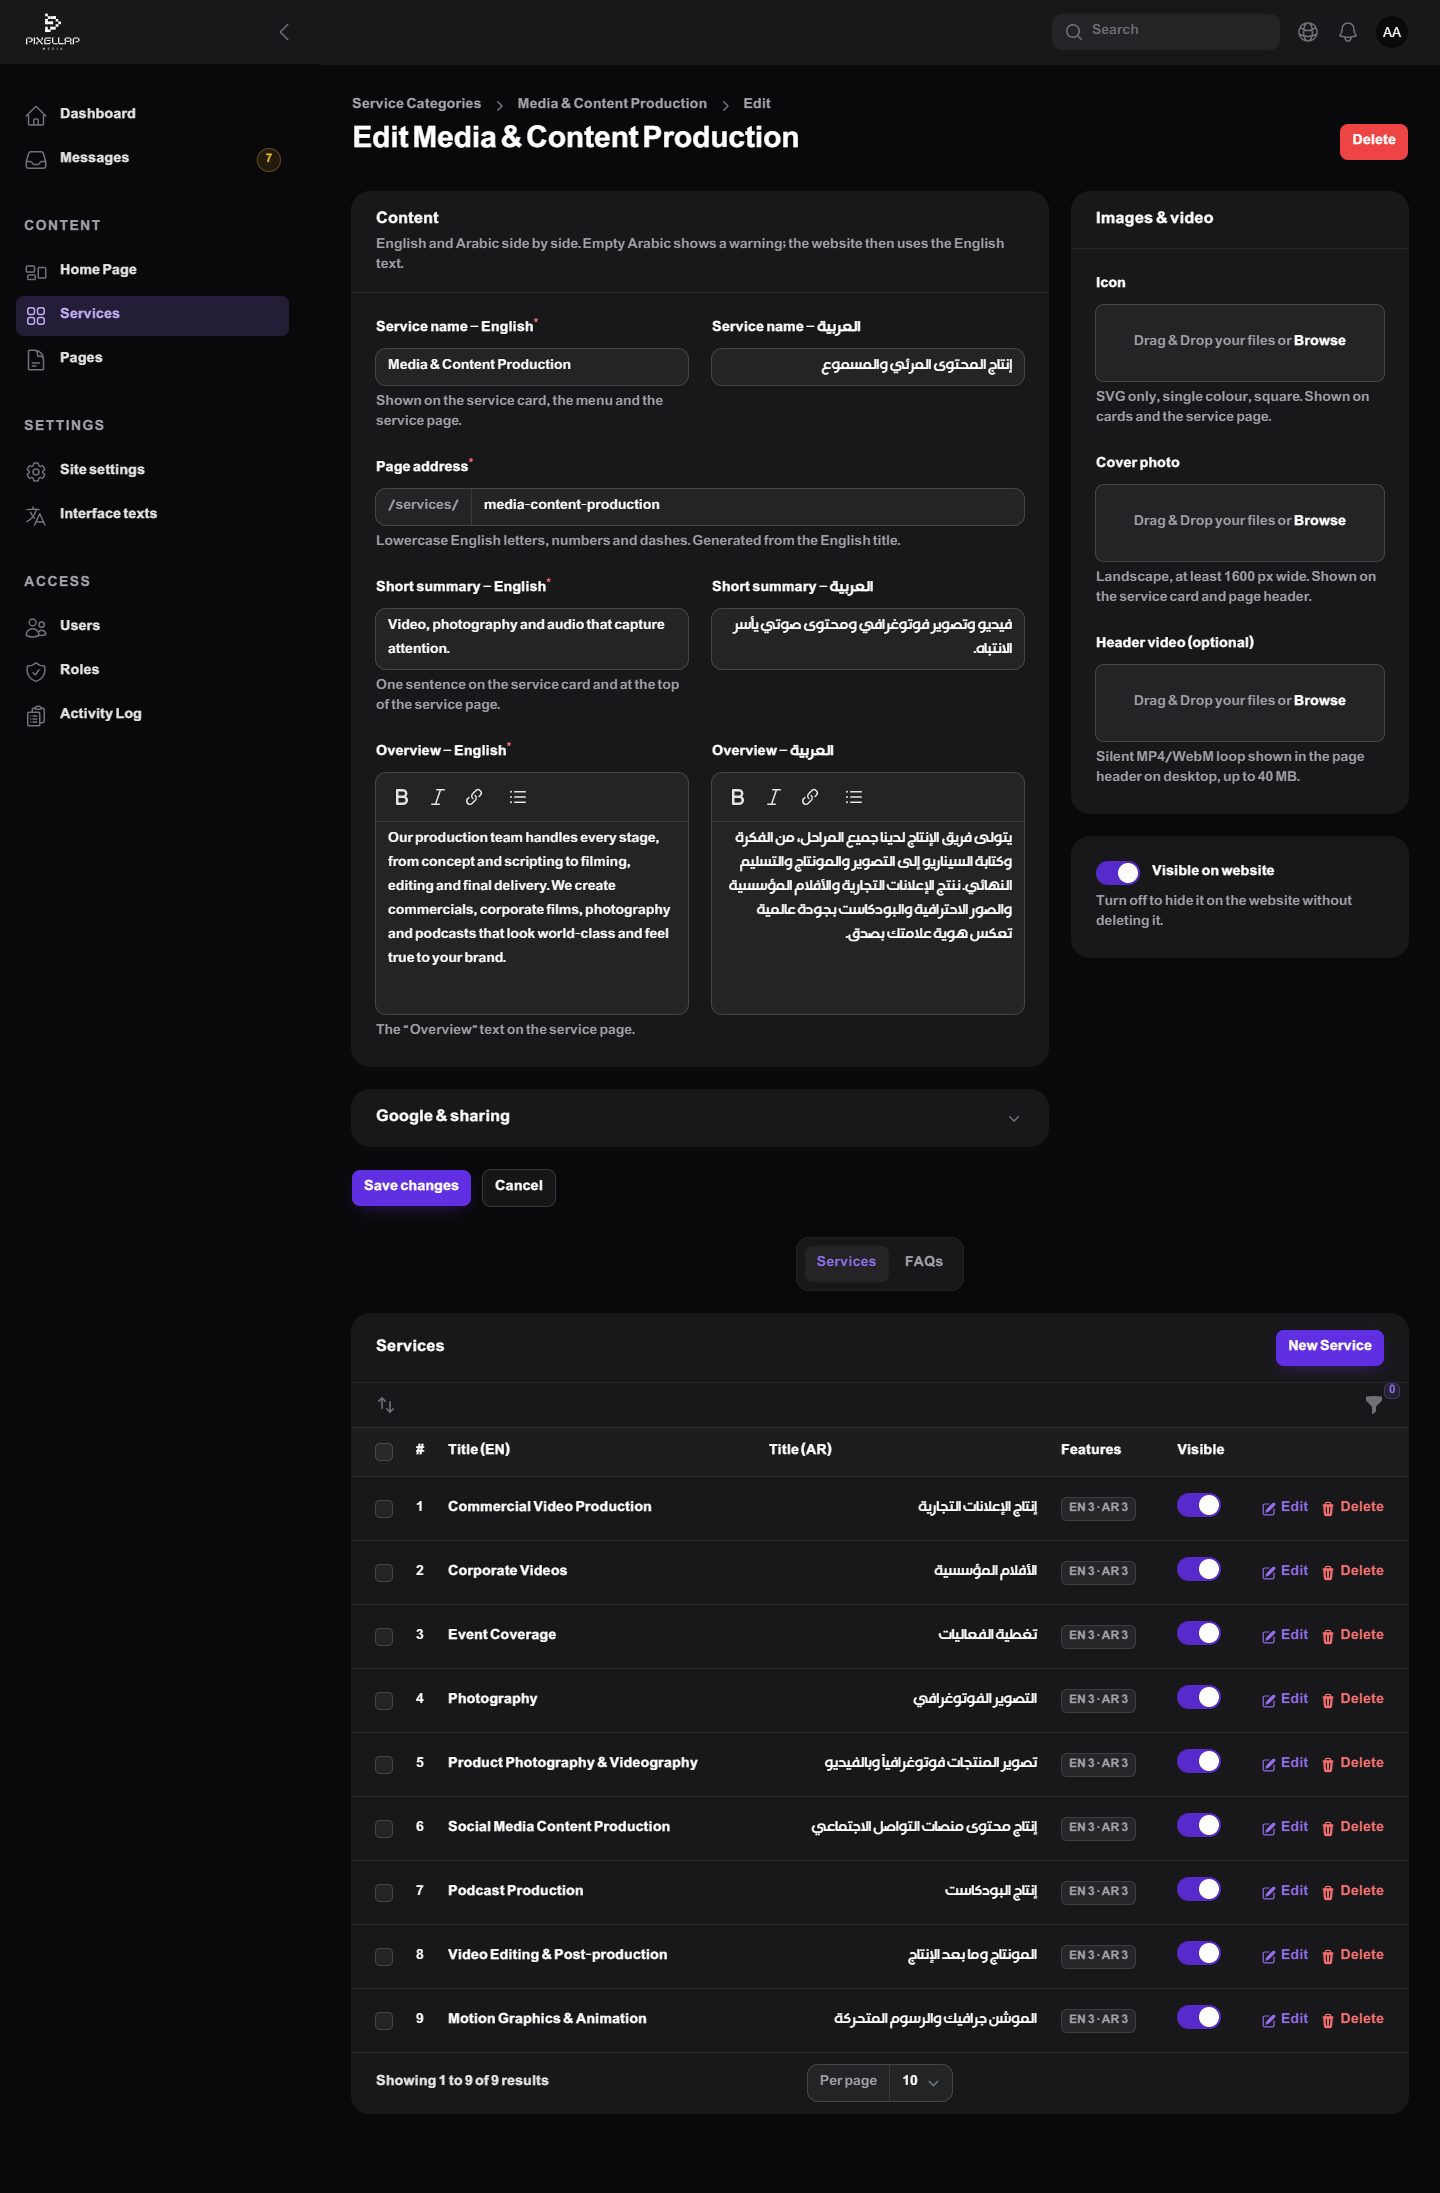 PIXELLAP
MEDIA
Search
AA
Dashboard
Messages
7
CONTENT
Home Page
Services
Pages
SETTINGS
Site settings
Interface texts
ACCESS
Users
Roles
Activity Log
Service Categories > Media & Content Production > Edit
Edit Media & Content Production
Delete
Content
English and Arabic side by side. Empty Arabic shows a warning; the website then uses the English
text.
Service name – English*
Media & Content Production
Shown on the service card, the menu and the
service page.
Service name – العربية
إنتاج المحتوى المرئي والمسموع
Page address*
/services/ media-content-production
Lowercase English letters, numbers and dashes. Generated from the English title.
Short summary – English*
Video, photography and audio that capture
attention.
One sentence on the service card and at the top
of the service page.
Short summary – العربية
فيديو وتصوير فوتوغرافي ومحتوى صوتي يأسر
الانتباه.
Overview – English*
B I
Our production team handles every stage,
from concept and scripting to filming,
editing and final delivery. We create
commercials, corporate films, photography
and podcasts that look world-class and feel
true to your brand.
The "Overview" text on the service page.
Overview – العربية
B I
يتولى فريق الإنتاج لدينا جميع المراحل، من الفكرة
وكتابة السيناريو إلى التصوير والمونتاج والتسليم
النهائي. ننتج الإعلانات التجارية والأفلام المؤسسية
والصور الاحترافية والبودكاست بجودة عالمية
تعكس هوية علامتك بصدق.
Images & video
Icon
Drag & Drop your files or Browse
SVG only, single colour, square. Shown on
cards and the service page.
Cover photo
Drag & Drop your files or Browse
Landscape, at least 1600 px wide. Shown on
the service card and page header.
Header video (optional)
Drag & Drop your files or Browse
Silent MP4/WebM loop shown in the page
header on desktop, up to 40 MB.
Visible on website
Turn off to hide it on the website without
deleting it.
Google & sharing
Save changes
Cancel
Services
FAQs
Services
New Service
0
# Title (EN) Title (AR) Features Visible
1 Commercial Video Production إنتاج الإعلانات التجارية EN 3 · AR 3 Edit Delete
2 Corporate Videos الأفلام المؤسسية EN 3 · AR 3 Edit Delete
3 Event Coverage تغطية الفعاليات EN 3 · AR 3 Edit Delete
4 Photography التصوير الفوتوغرافي EN 3 · AR 3 Edit Delete
5 Product Photography & Videography تصوير المنتجات فوتوغرافياً وبالفيديو EN 3 · AR 3 Edit Delete
6 Social Media Content Production إنتاج محتوى منصات التواصل الاجتماعي EN 3 · AR 3 Edit Delete
7 Podcast Production إنتاج البودكاست EN 3 · AR 3 Edit Delete
8 Video Editing & Post-production المونتاج وما بعد الإنتاج EN 3 · AR 3 Edit Delete
9 Motion Graphics & Animation الموشن جرافيك والرسوم المتحركة EN 3 · AR 3 Edit Delete
Showing 1 to 9 of 9 results
Per page 10